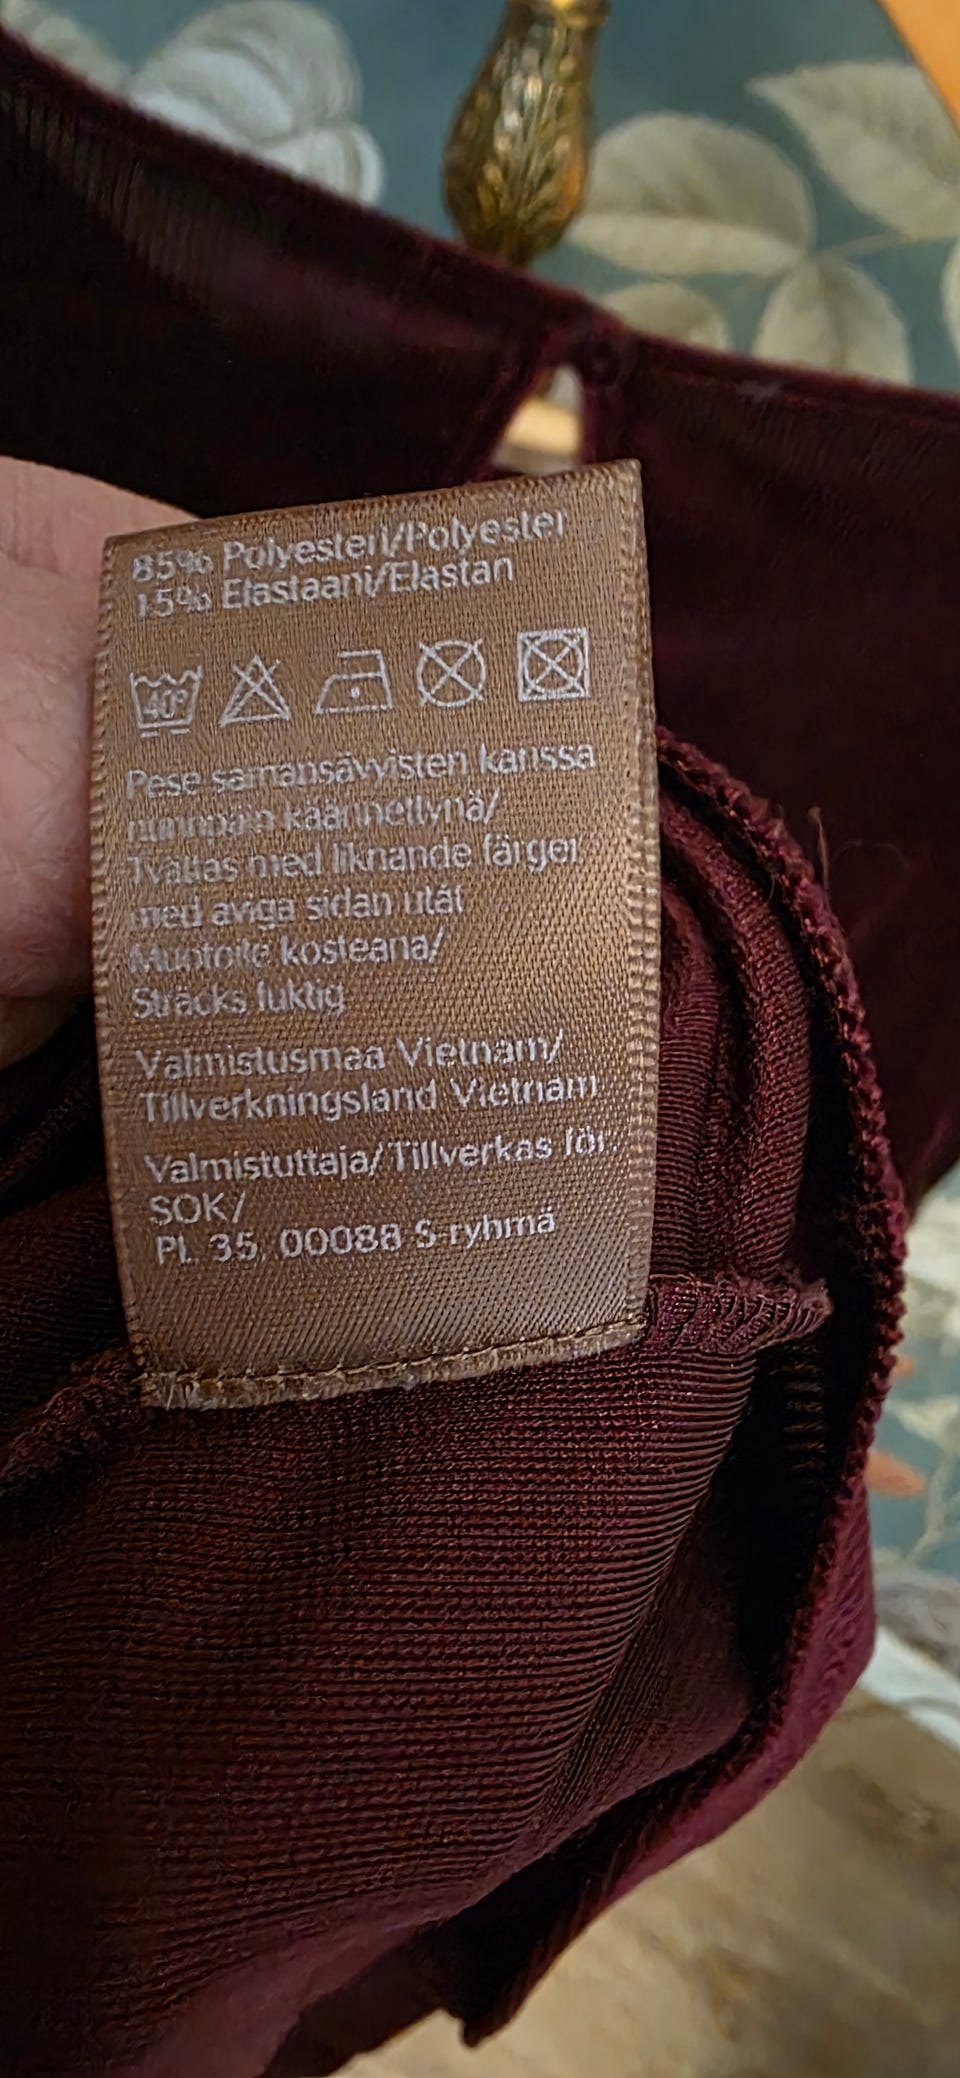 85% Polyesteri/Polyester
15% Elastaani/Elastan
40°
Pese samansävyisten kanssa
nurinpäin käännettynä/
Tvättas med liknande färger
med aviga sidan utåt
Muotoile kosteana/
Sträcks fuktig
Valmistusmaa Vietnam/
Tillverkningsland Vietnam
Valmistuttaja/Tillverkas för:
SOK/
PL 35, 00088 S-ryhmä